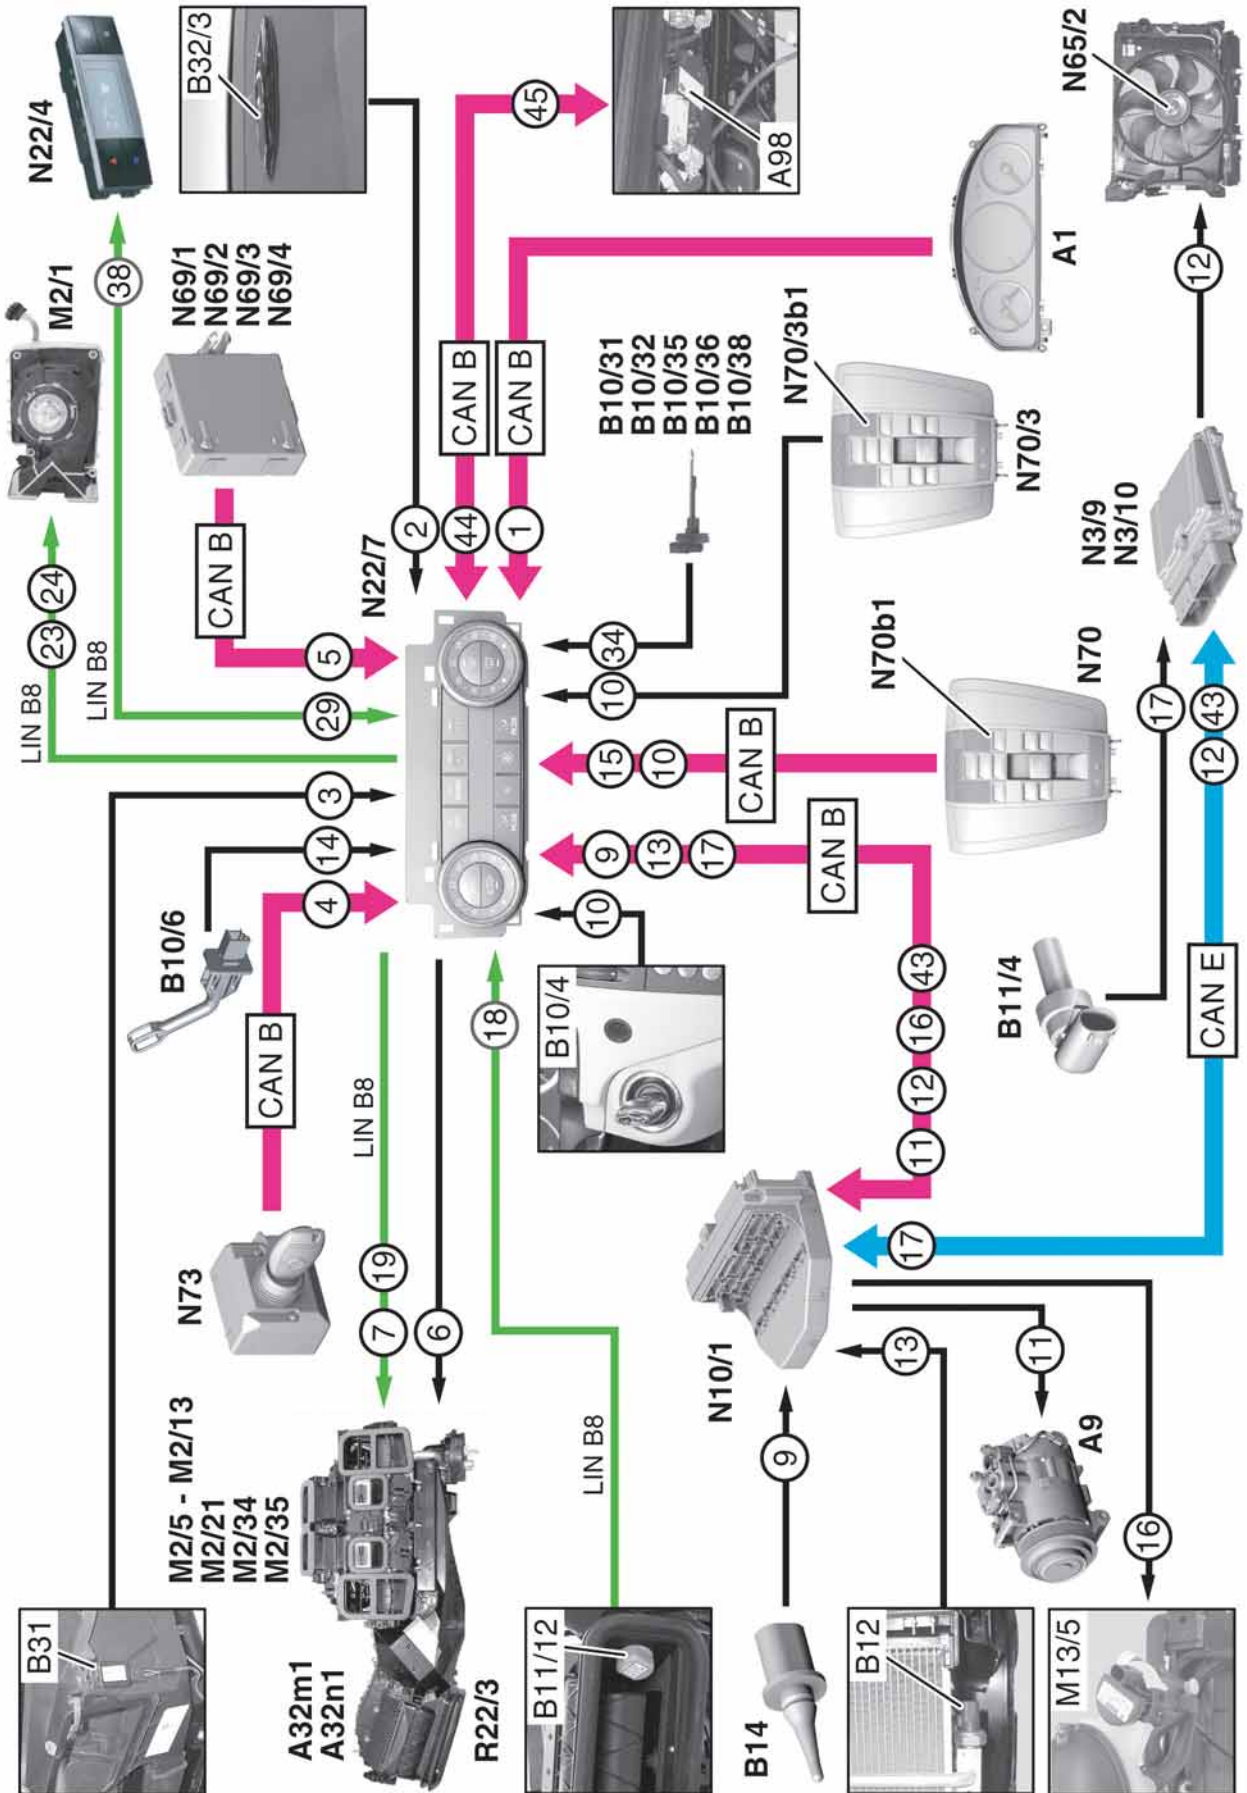 B31
M2/5 - M2/13
M2/21
M2/34
M2/35
A32m1
A32n1
R22/3
N73
CAN B
B10/6
4
14
3
LIN B8
23
24
M2/1
LIN B8
29
38
N22/4
CAN B
5
N69/1
N69/2
N69/3
N69/4
B32/3
2
N22/7
LIN B8
7
19
6
18
LIN B8
B11/12
B10/4
10
44
CAN B
45
A98
1
CAN B
A1
34
B10/31
B10/32
B10/35
B10/36
B10/38
10
N70/3b1
N70/3
15
10
CAN B
N70b1
N70
9
13
17
CAN B
11
12
16
43
N10/1
B14
9
B12
13
11
A9
16
M13/5
17
CAN E
12
43
B11/4
17
N3/9
N3/10
12
N65/2